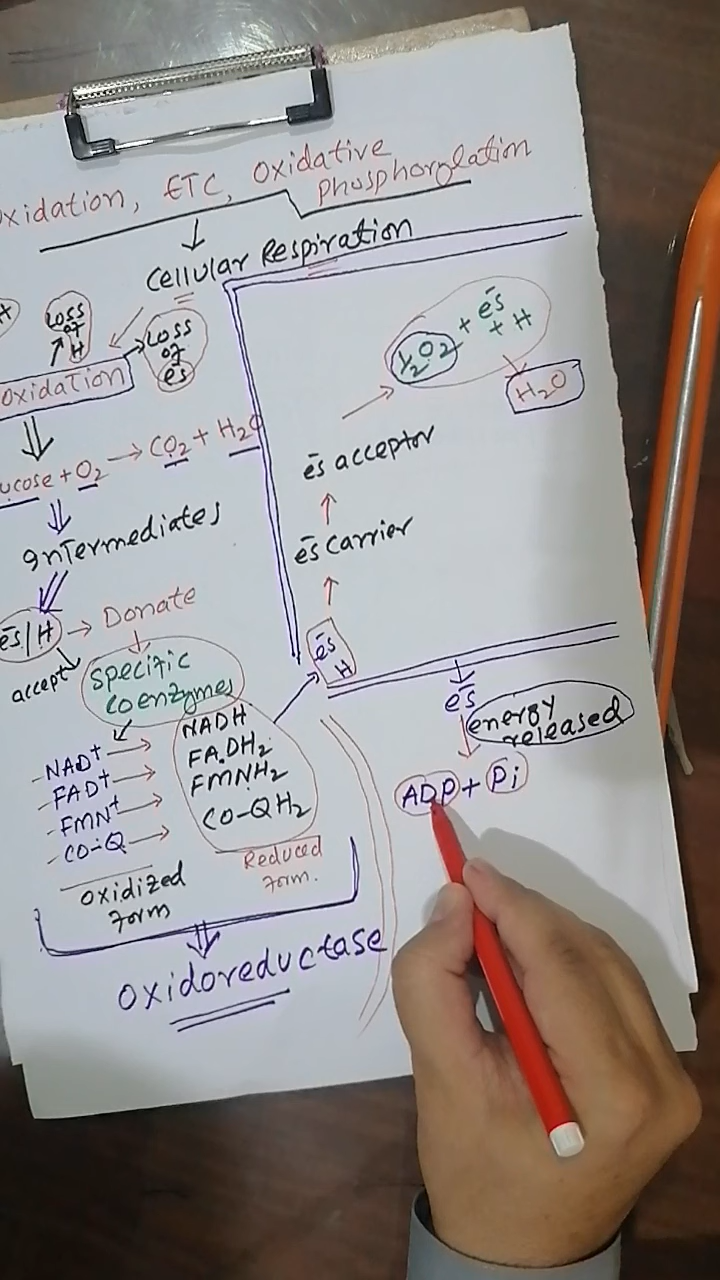 oxidation, ETC, Oxidative
phosphorylation
cellular Respiration
H
Loss
of
H
Loss
of
ēs
oxidation
ucose + O2 → CO2 + H2O
intermediates
ēs/H → Donate
accept
specific
coenzymes
NAD+ → NADH
FAD+ → FADH2
FMN+ → FMNH2
CO-Q → CO-QH2
oxidized
form
Reduced
form.
oxidoreductase
½O2 + ēs + H
H2O
ēs acceptor
ēs carrier
ēs
H
ēs
energy
released
ADP + Pi